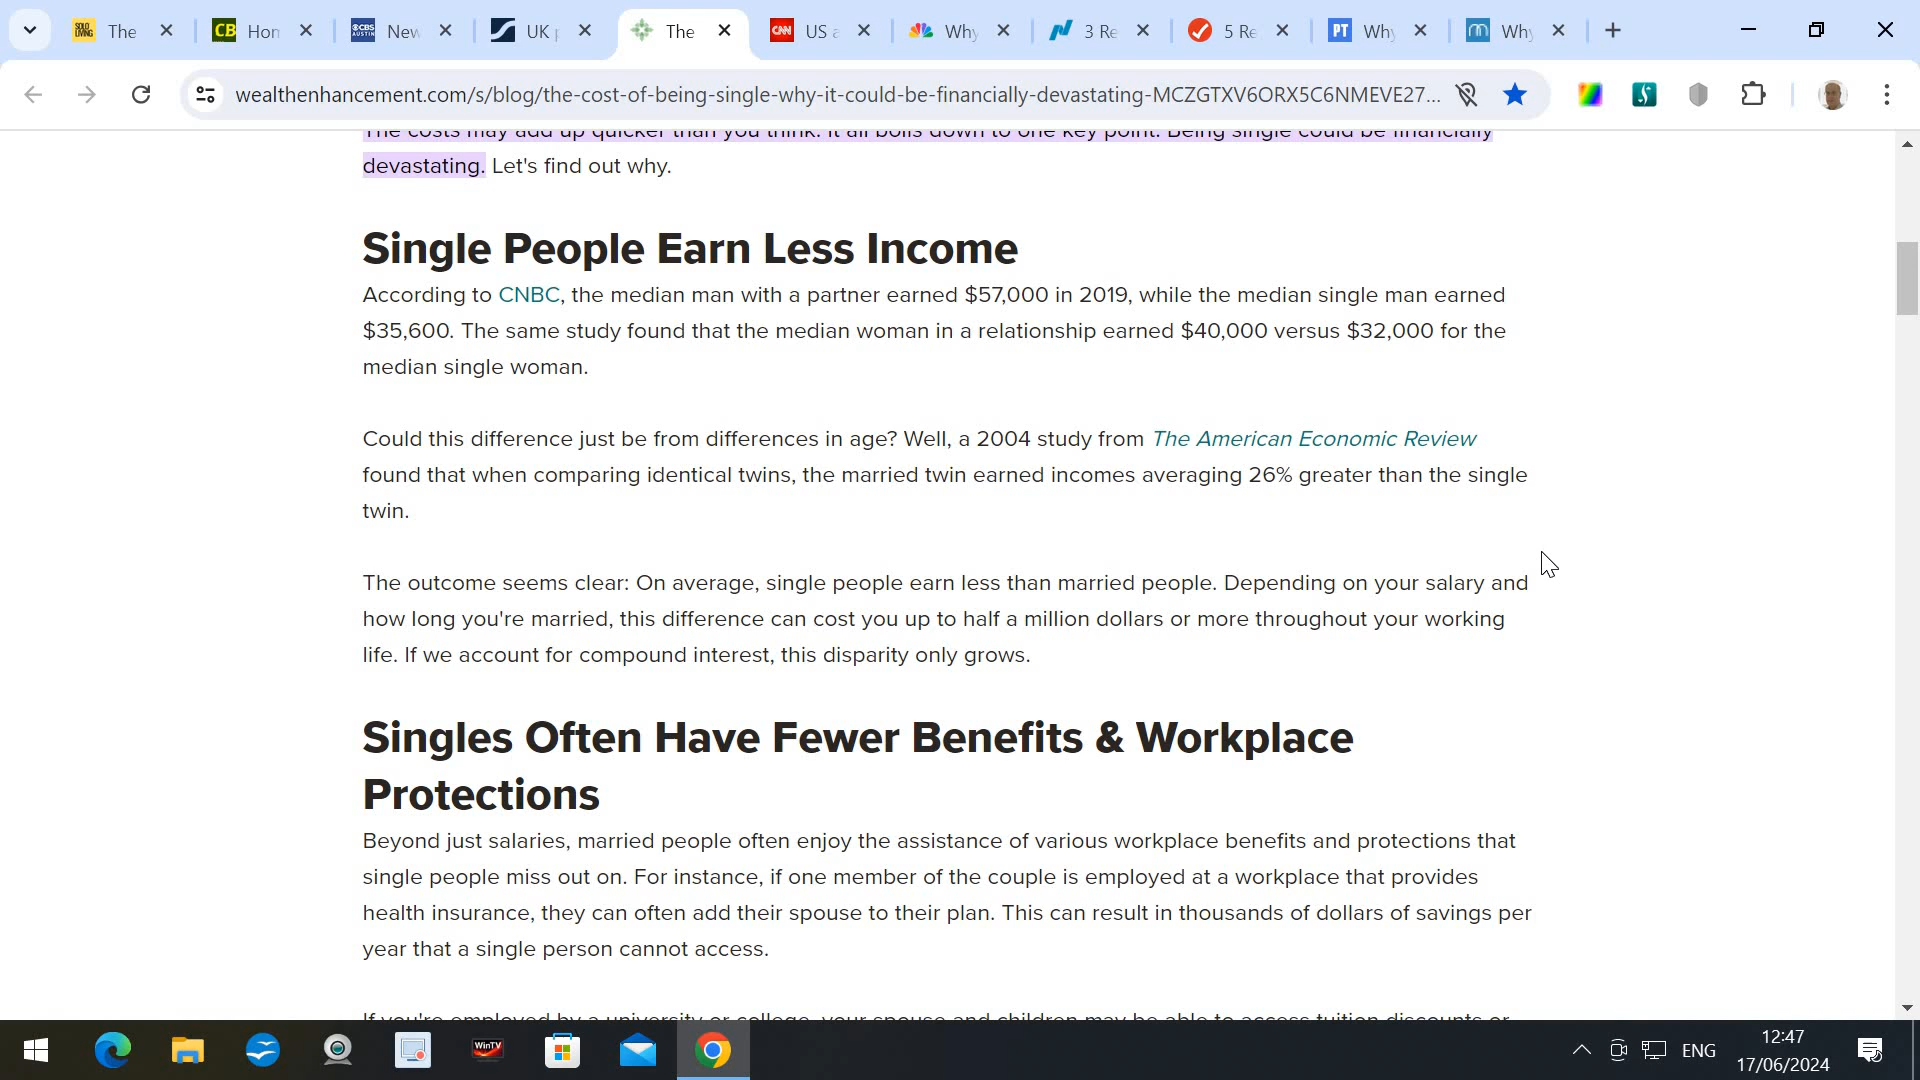 The
Hon
New
UK
The
US
Why
3 Re
5 Re
Why
Why
wealthenhancement.com/s/blog/the-cost-of-being-single-why-it-could-be-financially-devastating-MCZGTXV6ORX5C6NMEVE27...
The costs may add up quicker than you think. It all boils down to one key point: Being single could be financially
devastating. Let's find out why.
Single People Earn Less Income
According to CNBC, the median man with a partner earned $57,000 in 2019, while the median single man earned
$35,600. The same study found that the median woman in a relationship earned $40,000 versus $32,000 for the
median single woman.
Could this difference just be from differences in age? Well, a 2004 study from The American Economic Review
found that when comparing identical twins, the married twin earned incomes averaging 26% greater than the single
twin.
The outcome seems clear: On average, single people earn less than married people. Depending on your salary and
how long you're married, this difference can cost you up to half a million dollars or more throughout your working
life. If we account for compound interest, this disparity only grows.
Singles Often Have Fewer Benefits & Workplace
Protections
Beyond just salaries, married people often enjoy the assistance of various workplace benefits and protections that
single people miss out on. For instance, if one member of the couple is employed at a workplace that provides
health insurance, they can often add their spouse to their plan. This can result in thousands of dollars of savings per
year that a single person cannot access.
If you're employed by a university or college, your spouse and children may be able to access tuition discounts or
WinTV
ENG
12:47
17/06/2024